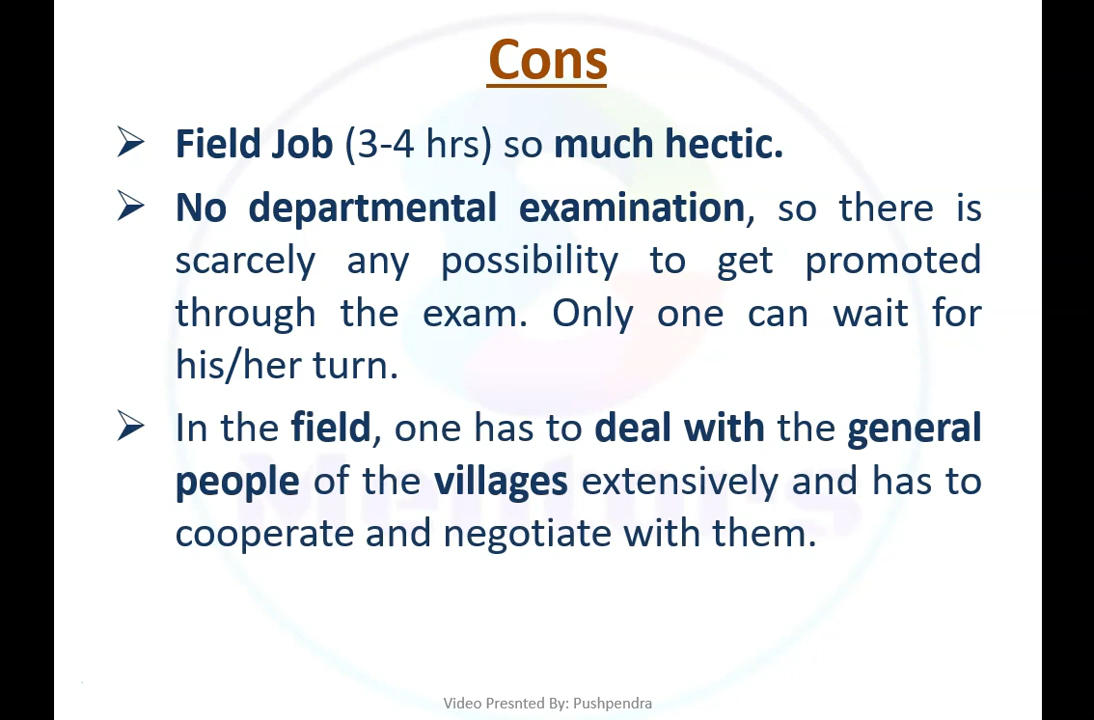 Cons
➢ Field Job (3-4 hrs) so much hectic.
➢ No departmental examination, so there is
scarcely any possibility to get promoted
through the exam. Only one can wait for
his/her turn.
➢ In the field, one has to deal with the general
people of the villages extensively and has to
cooperate and negotiate with them.
Video Presnted By: Pushpendra